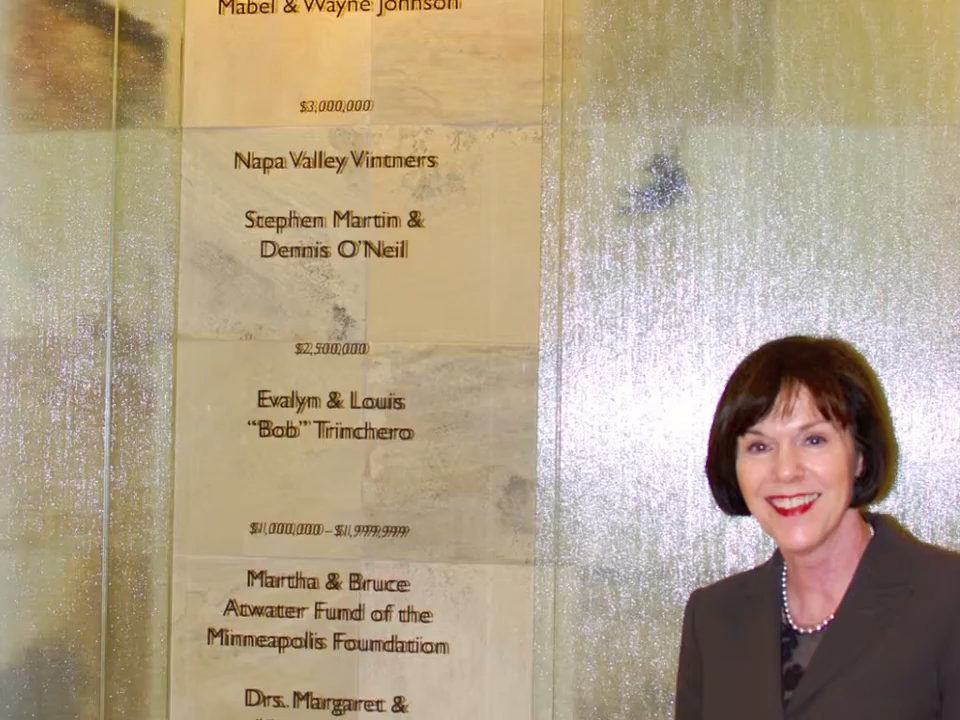 Mabel & Wayne Johnson
$3,000,000
Napa Valley Vintners
Stephen Martin &
Dennis O'Neil
$2,500,000
Evalyn & Louis
"Bob" Trinchero
$1,000,000 – $1,999,999
Martha & Bruce
Atwater Fund of the
Minneapolis Foundation
Drs. Margaret &